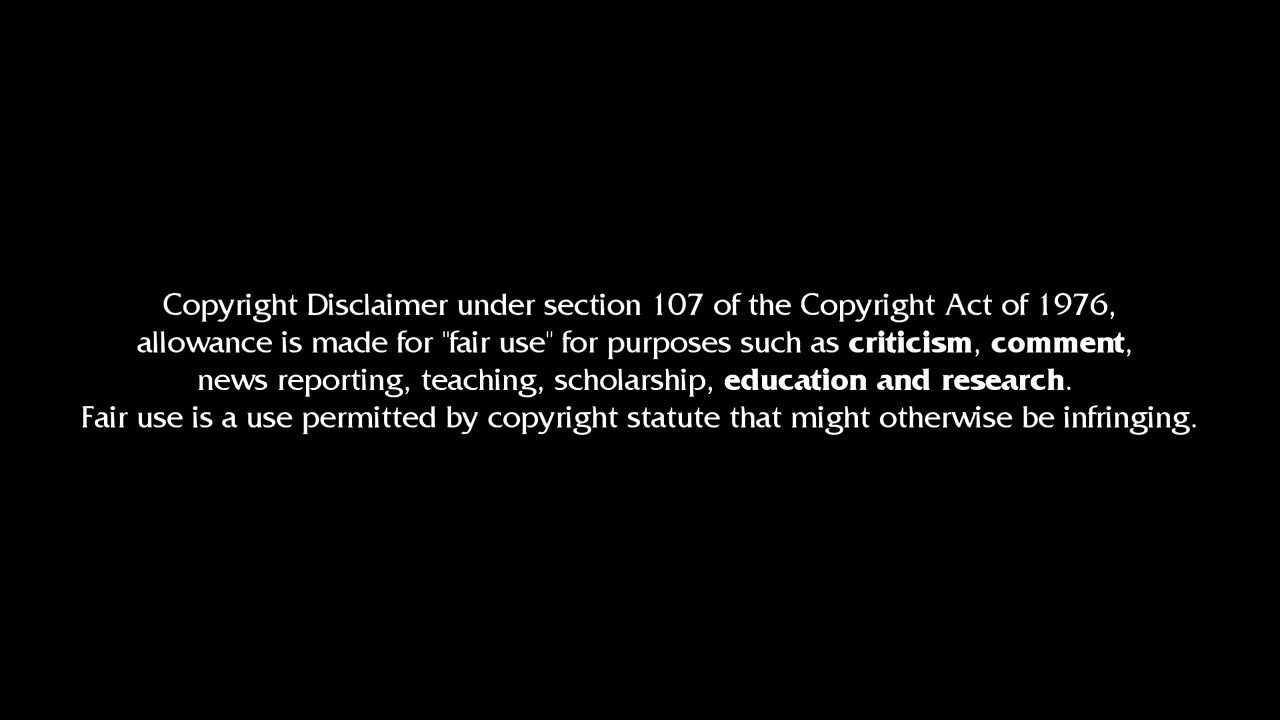 Copyright Disclaimer under section 107 of the Copyright Act of 1976,
allowance is made for "fair use" for purposes such as criticism, comment,
news reporting, teaching, scholarship, education and research.
Fair use is a use permitted by copyright statute that might otherwise be infringing.